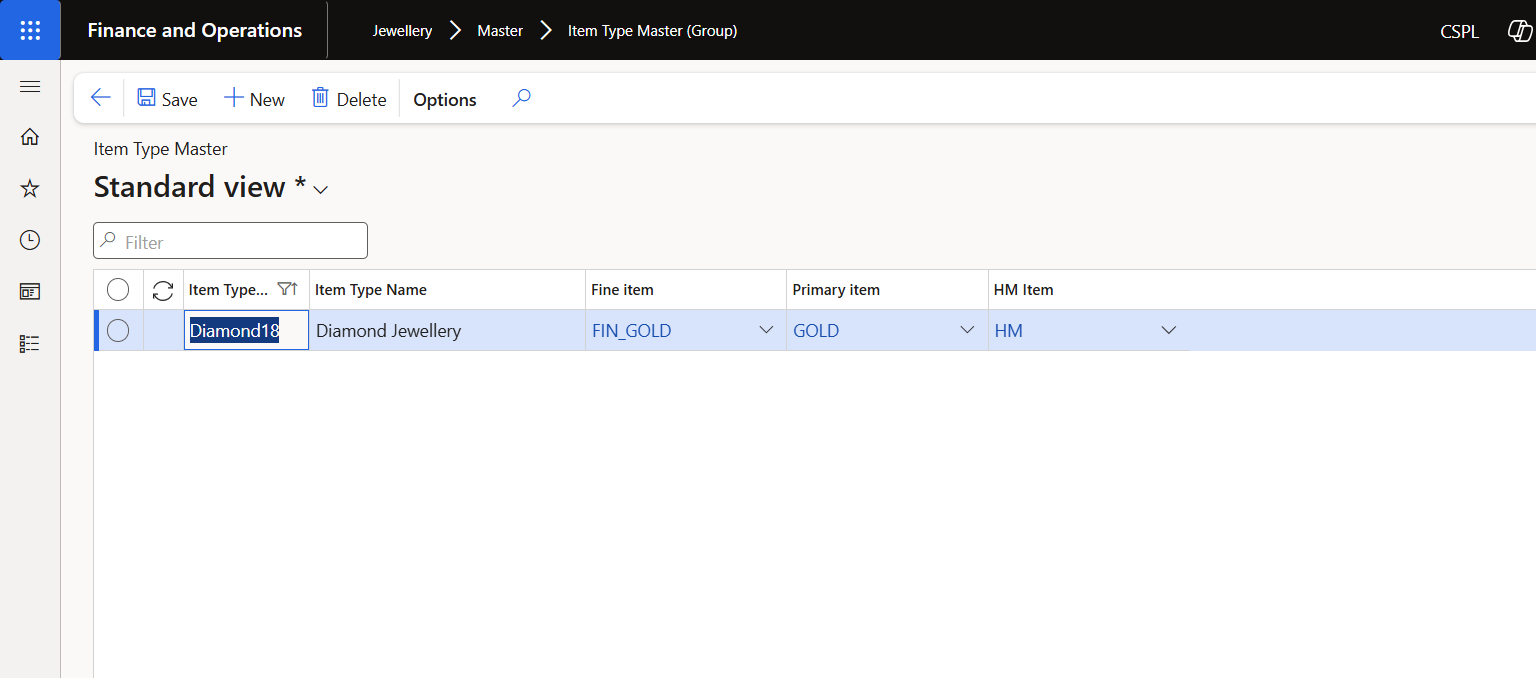 Finance and Operations
Jewellery Master Item Type Master (Group)
CSPL
Save New Delete Options
Item Type Master
Standard view *
Filter
Item Type... Item Type Name Fine item Primary item HM Item
Diamond18 Diamond Jewellery FIN_GOLD GOLD HM